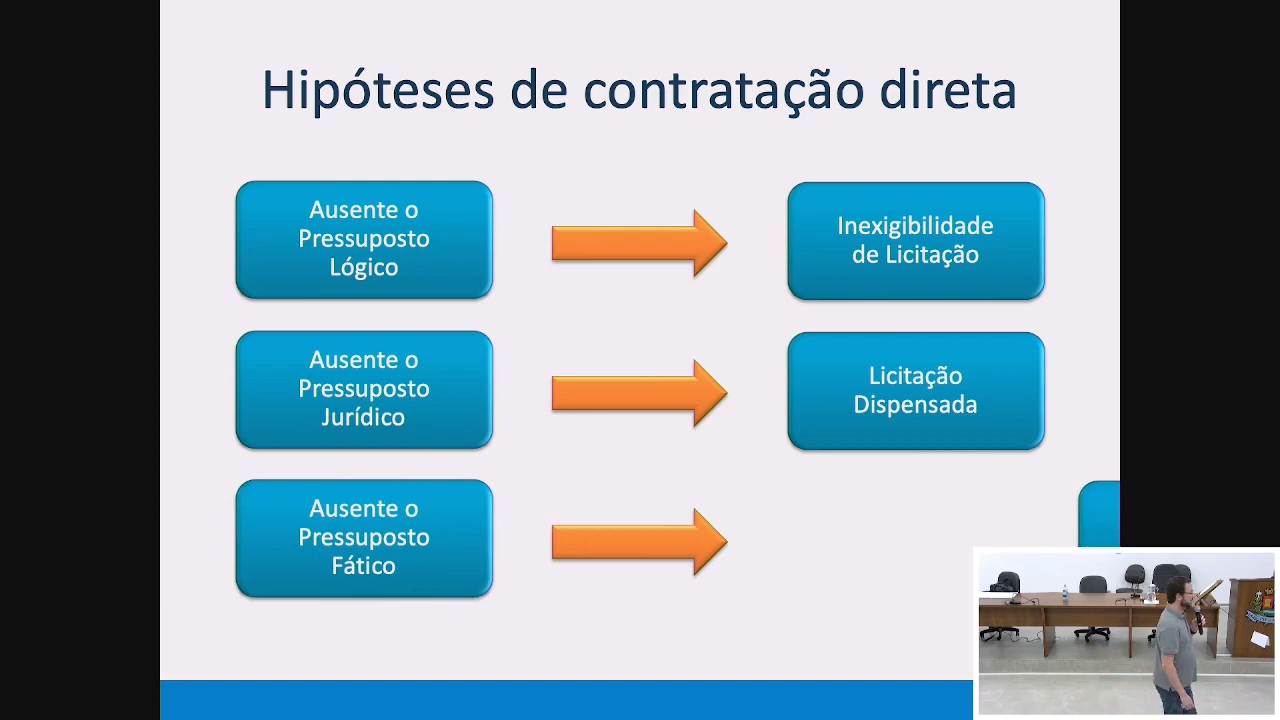 Hipóteses de contratação direta
Ausente o
Pressuposto
Lógico
Inexigibilidade
de Licitação
Ausente o
Pressuposto
Jurídico
Licitação
Dispensada
Ausente o
Pressuposto
Fático